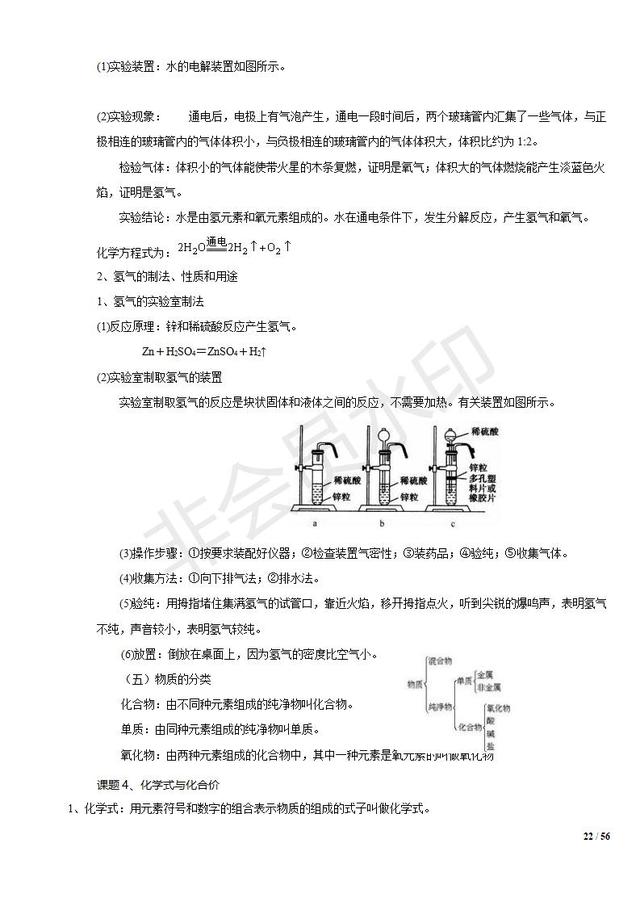 (1)实验装置：水的电解装置如图所示。
(2)实验现象： 通电后，电极上有气泡产生，通电一段时间后，两个玻璃管内汇集了一些气体，与正
极相连的玻璃管内的气体体积小，与负极相连的玻璃管内的气体体积大，体积比约为 1:2。
检验气体：体积小的气体能使带火星的木条复燃，证明是氧气；体积大的气体燃烧能产生淡蓝色火
焰，证明是氢气。
实验结论：水是由氢元素和氧元素组成的。水在通电条件下，发生分解反应，产生氢气和氧气。
化学方程式为：2H₂O 通电 2H₂↑+O₂↑
2、氢气的制法、性质和用途
1、氢气的实验室制法
(1)反应原理：锌和稀硫酸反应产生氢气。
Zn＋H₂SO₄＝ZnSO₄＋H₂↑
(2)实验室制取氢气的装置
实验室制取氢气的反应是块状固体和液体之间的反应，不需要加热。有关装置如图所示。
稀硫酸
锌粒
a
稀硫酸
锌粒
b
稀硫酸
锌粒
多孔塑
料片或
橡胶片
c
(3)操作步骤：①按要求装配好仪器；②检查装置气密性；③装药品；④验纯；⑤收集气体。
(4)收集方法：①向下排气法；②排水法。
(5)验纯：用拇指堵住集满氢气的试管口，靠近火焰，移开拇指点火，听到尖锐的爆鸣声，表明氢气
不纯，声音较小，表明氢气较纯。
(6)放置：倒放在桌面上，因为氢气的密度比空气小。
（五）物质的分类
化合物：由不同种元素组成的纯净物叫化合物。
单质：由同种元素组成的纯净物叫单质。
氧化物：由两种元素组成的化合物中，其中一种元素是氧元素的叫做氧化物
物质
混合物
纯净物
单质
金属
非金属
化合物
氧化物
酸
碱
盐
课题 4、化学式与化合价
1、化学式：用元素符号和数字的组合表示物质的组成的式子叫做化学式。
22 / 56
非会员水印